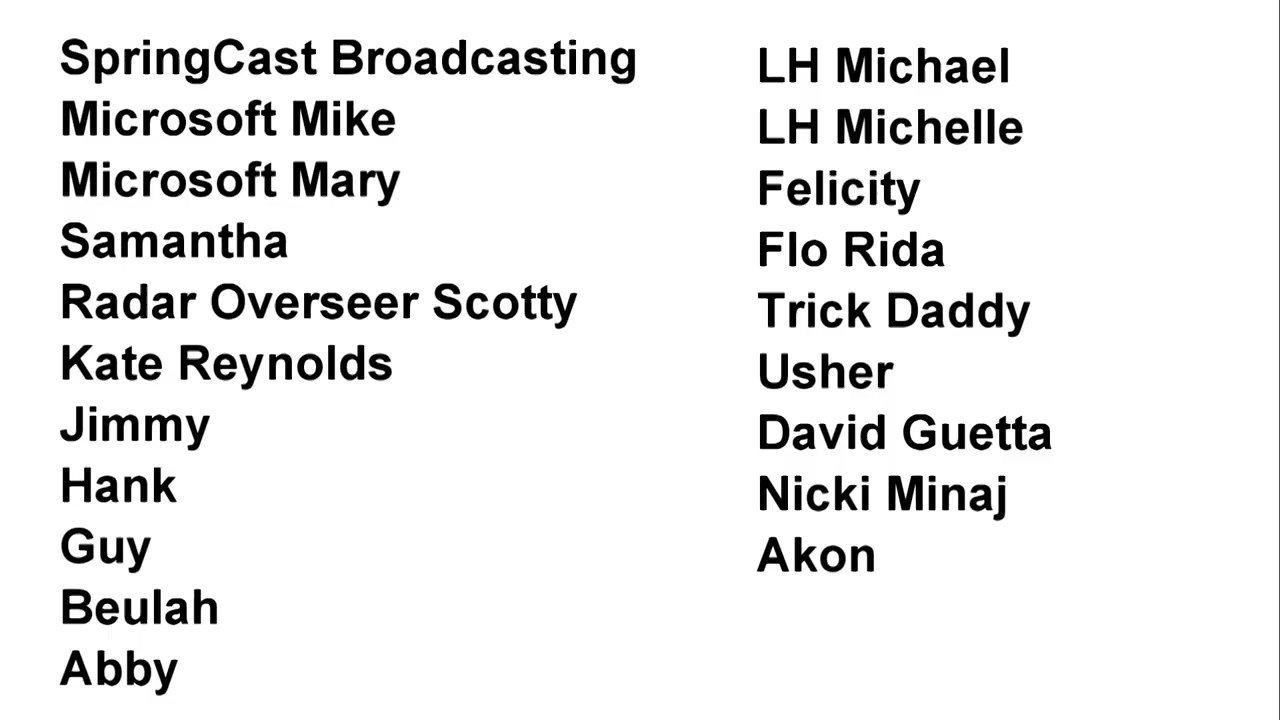 SpringCast Broadcasting
Microsoft Mike
Microsoft Mary
Samantha
Radar Overseer Scotty
Kate Reynolds
Jimmy
Hank
Guy
Beulah
Abby
LH Michael
LH Michelle
Felicity
Flo Rida
Trick Daddy
Usher
David Guetta
Nicki Minaj
Akon